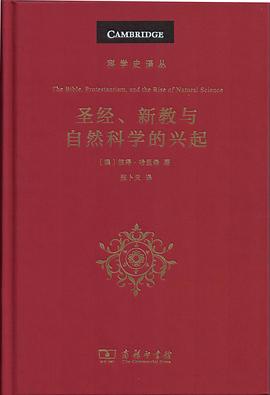 CAMBRIDGE
科学史译丛
The Bible, Protestantism, and the Rise of Natural Science
圣经、新教与
自然科学的兴起
〔澳〕彼得·哈里森 著
张卜天 译
商务印书馆
The Commercial Press